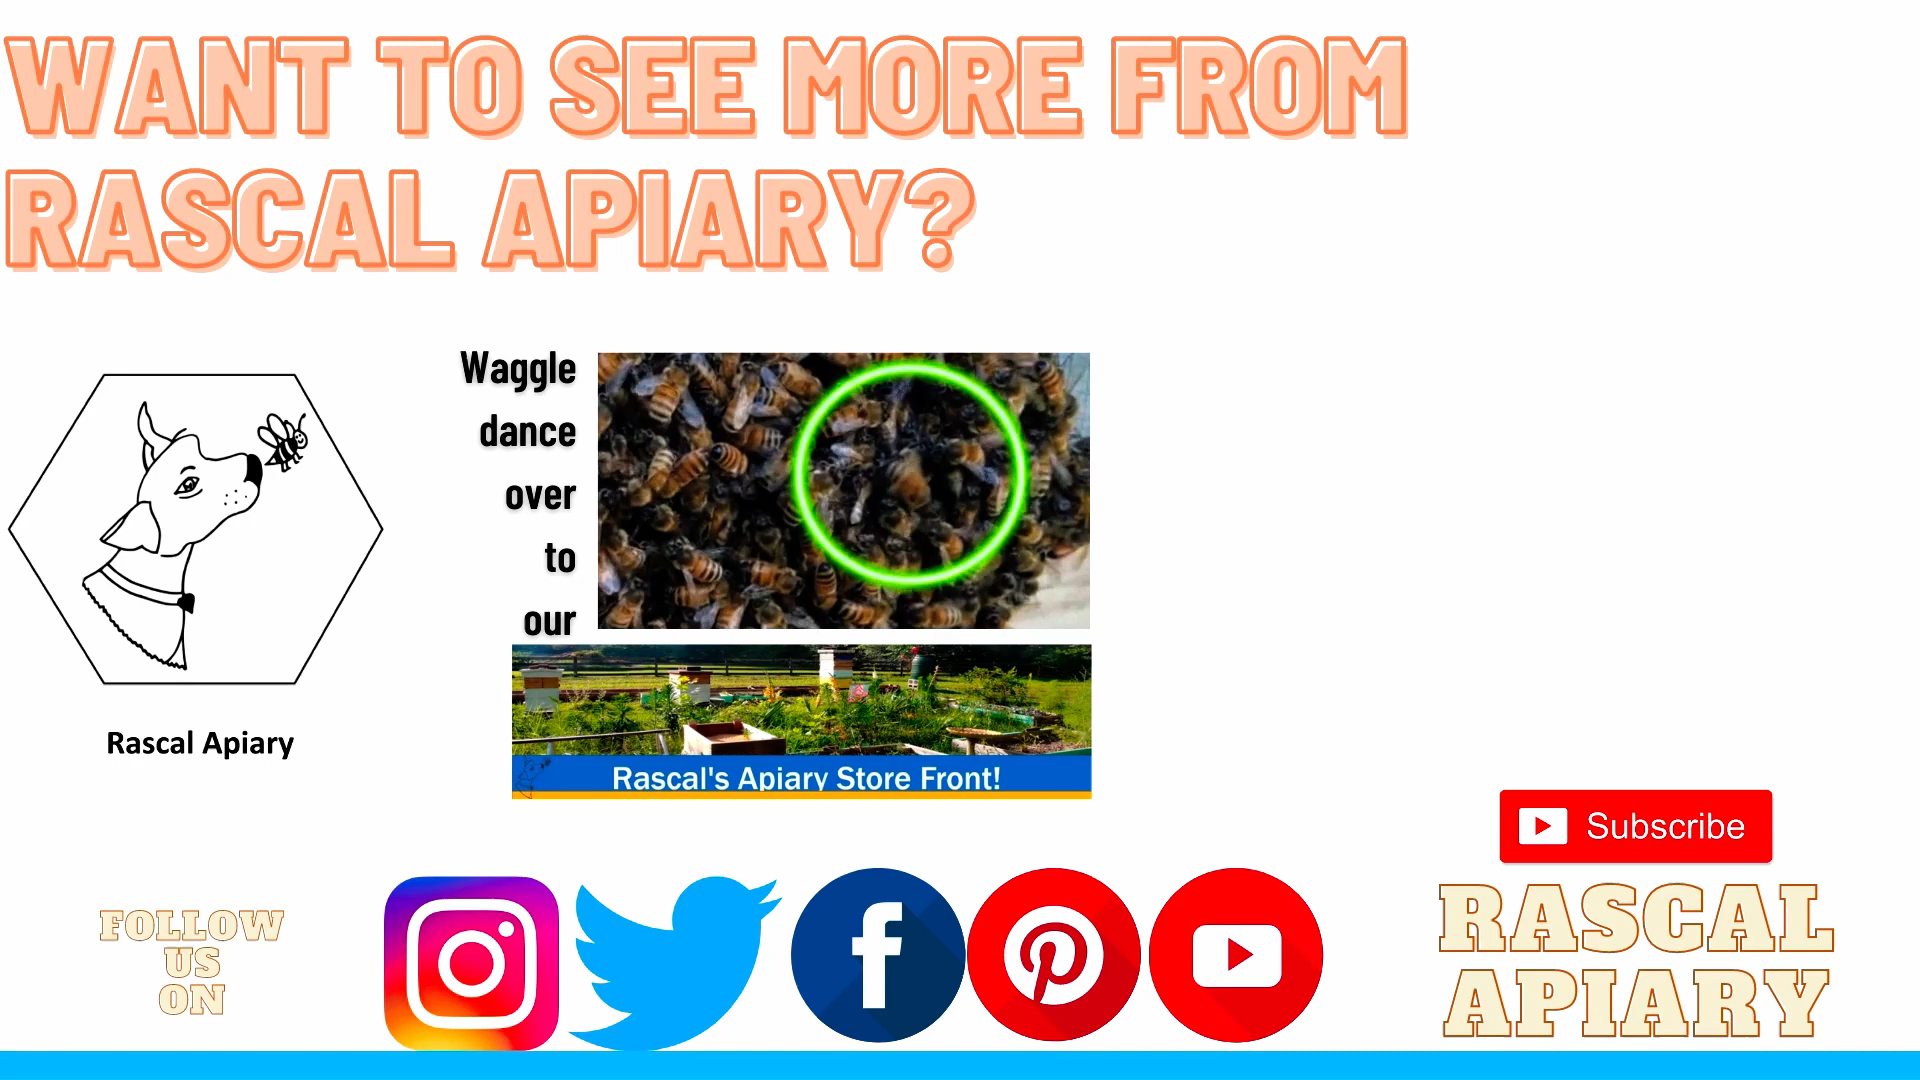 WANT TO SEE MORE FROM
RASCAL APIARY?
Waggle
dance
over
to
our
Rascal Apiary
Rascal's Apiary Store Front!
Subscribe
FOLLOW
US
ON
RASCAL
APIARY